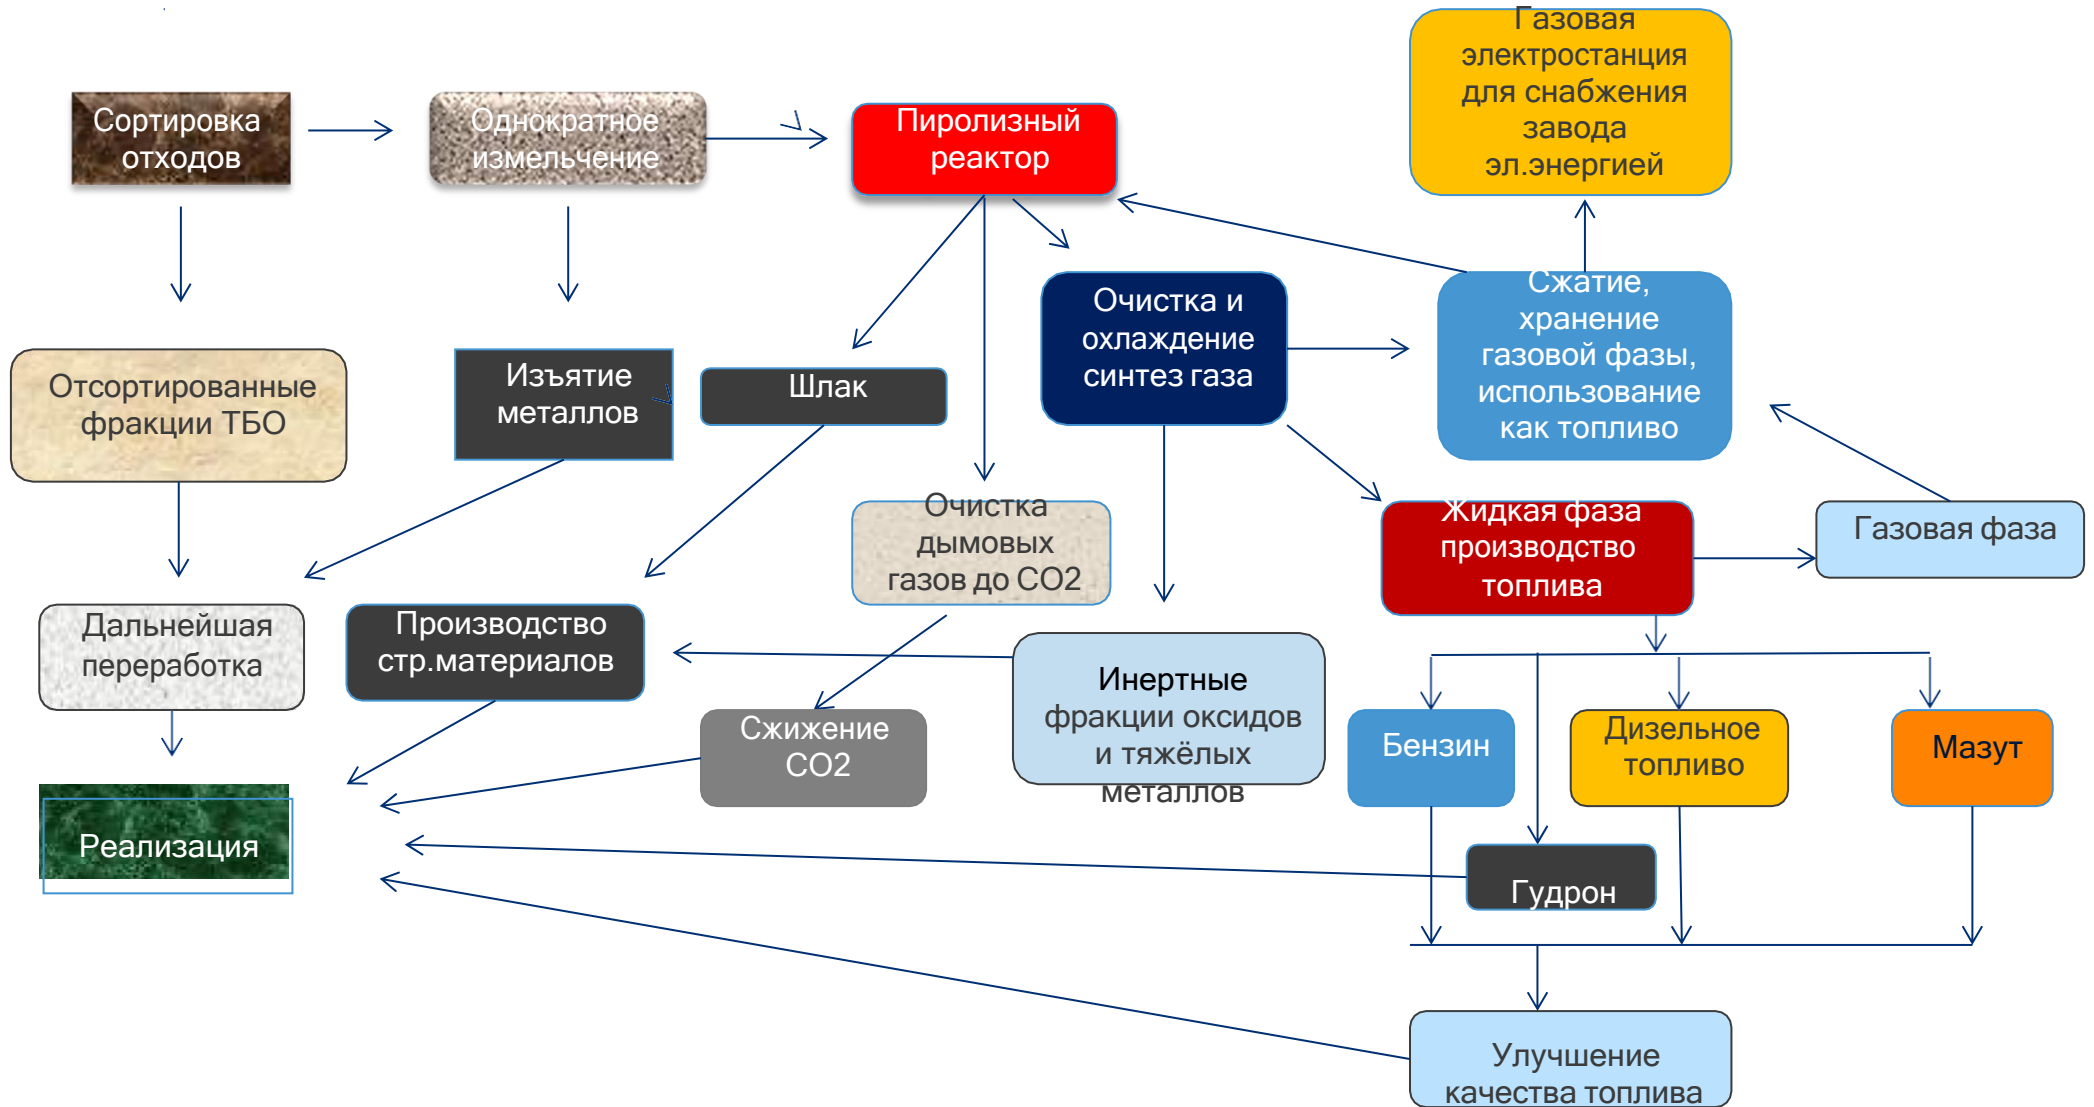 Сортировка
отходов
Однократное
измельчение
Пиролизный
реактор
Газовая
электростанция
для снабжения
завода
эл.энергией
Отсортированные
фракции ТБО
Изъятие
металлов
Шлак
Очистка и
охлаждение
синтез газа
Сжатие,
хранение
газовой фазы,
использование
как топливо
Очистка
дымовых
газов до СО2
Жидкая фаза
производство
топлива
Газовая фаза
Дальнейшая
переработка
Производство
стр.материалов
Инертные
фракции оксидов
и тяжёлых
металлов
Сжижение
СО2
Бензин
Дизельное
топливо
Мазут
Реализация
Гудрон
Улучшение
качества топлива